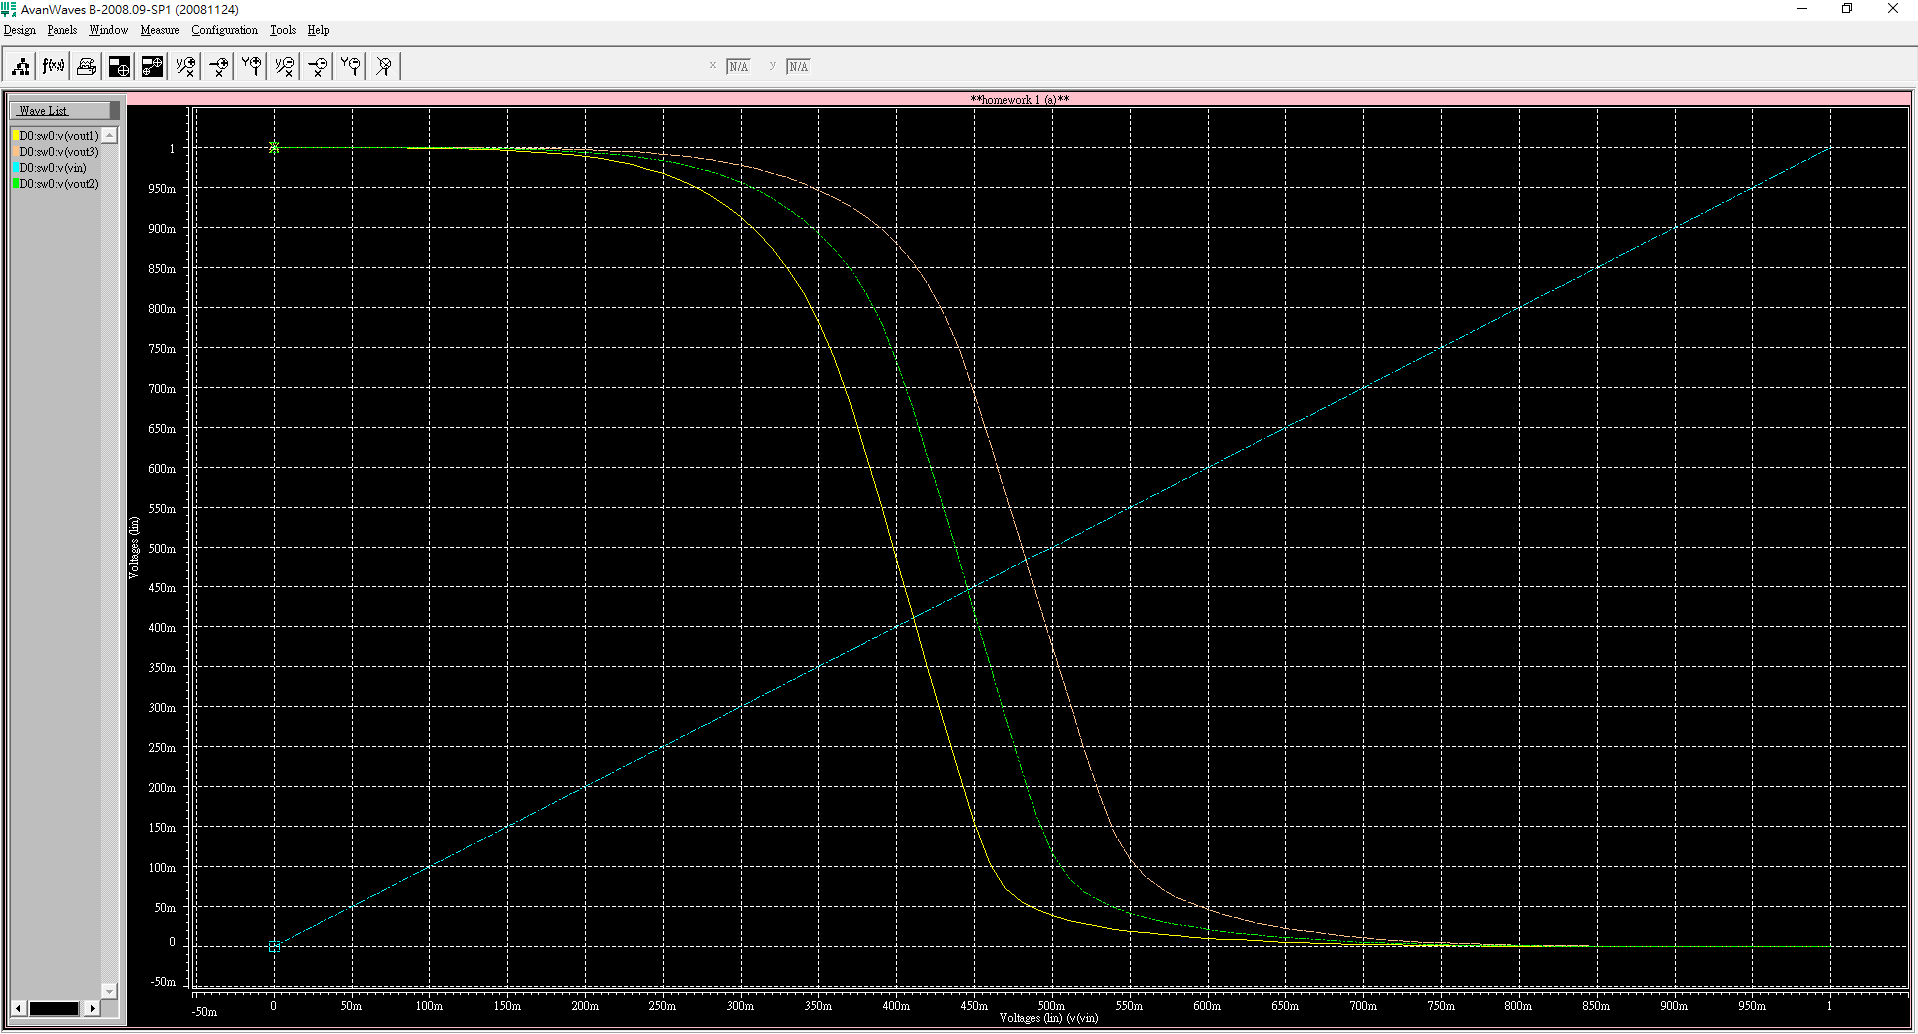 AvanWaves B-2008.09-SP1 (20081124)
Design Panels Window Measure Configuration Tools Help
f(x) x N/A y N/A
**homework 1 (a)**
Wave List
D0:sw0:v(vout1)
D0:sw0:v(vout3)
D0:sw0:v(vin)
D0:sw0:v(vout2)
Voltages (lin)
1
950m
900m
850m
800m
750m
700m
650m
600m
550m
500m
450m
400m
350m
300m
250m
200m
150m
100m
50m
0
-50m
-50m 0 50m 100m 150m 200m 250m 300m 350m 400m 450m 500m 550m 600m 650m 700m 750m 800m 850m 900m 950m 1
Voltages (lin) (v(vin)